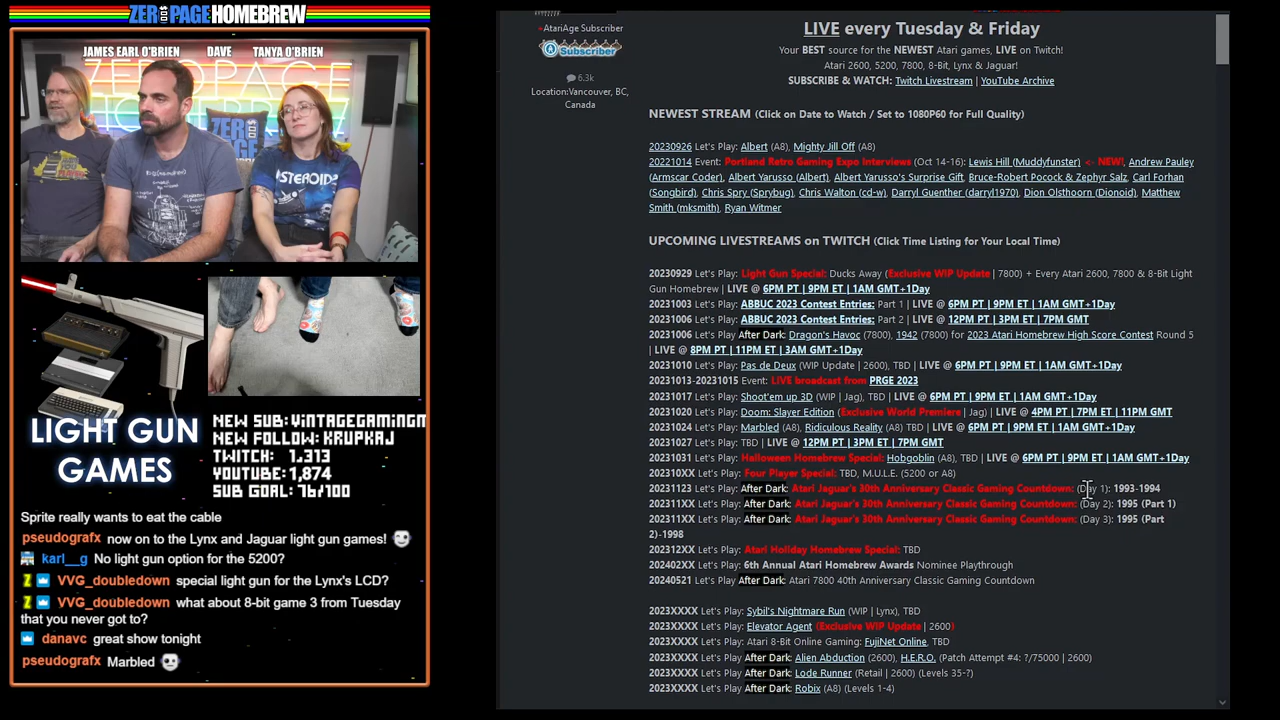 ZERO PAGE HOMEBREW
JAMES EARL O'BRIEN DAVE TANYA O'BRIEN
LIGHT GUN
GAMES
NEW SUB: VINTAGEGAMINGM
NEW FOLLOW: KRUPKAJ
TWITCH: 1,313
YOUTUBE: 1,874
SUB GOAL: 76/100
Sprite really wants to eat the cable
pseudografx now on to the Lynx and Jaguar light gun games!
karl__g No light gun option for the 5200?
VVG_doubledown special light gun for the Lynx's LCD?
VVG_doubledown what about 8-bit game 3 from Tuesday
that you never got to?
danavc great show tonight
pseudografx Marbled
AtariAge Subscriber
Subscriber
6.3k
Location:Vancouver, BC,
Canada
LIVE every Tuesday & Friday
Your BEST source for the NEWEST Atari games, LIVE on Twitch!
Atari 2600, 5200, 7800, 8-Bit, Lynx & Jaguar!
SUBSCRIBE & WATCH: Twitch Livestream | YouTube Archive
NEWEST STREAM (Click on Date to Watch / Set to 1080P60 for Full Quality)
20230926 Let's Play: Albert (A8), Mighty Jill Off (A8)
20221014 Event: Portland Retro Gaming Expo Interviews (Oct 14-16): Lewis Hill (Muddyfunster) <- NEW!, Andrew Pauley
(Armscar Coder), Albert Yarusso (Albert), AlbertYarusso's Surprise Gift, Bruce-Robert Pocock & Zephyr Salz, Carl Forhan
(Songbird), Chris Spry (Sprybug), Chris Walton (cd-w), Darryl Guenther (darryl1970), Dion Olsthoorn (Dionoid), Matthew
Smith (mksmith), Ryan Witmer
UPCOMING LIVESTREAMS on TWITCH (Click Time Listing for Your Local Time)
20230929 Let's Play: Light Gun Special: Ducks Away (Exclusive WIP Update | 7800) + Every Atari 2600, 7800 & 8-Bit Light
Gun Homebrew | LIVE @ 6PM PT | 9PM ET | 1AM GMT+1Day
20231003 Let's Play: ABBUC 2023 Contest Entries: Part 1 | LIVE @ 6PM PT | 9PM ET | 1AM GMT+1Day
20231006 Let's Play: ABBUC 2023 Contest Entries: Part 2 | LIVE @ 12PM PT | 3PM ET | 7PM GMT
20231006 Let's Play After Dark: Dragon's Havoc (7800), 1942 (7800) for 2023 Atari Homebrew High Score Contest Round 5
| LIVE @ 8PM PT | 11PM ET | 3AM GMT+1Day
20231010 Let's Play: Pas de Deux (WIP Update | 2600), TBD | LIVE @ 6PM PT | 9PM ET | 1AM GMT+1Day
20231013-20231015 Event: LIVE broadcast from PRGE 2023
20231017 Let's Play: Shoot'em up 3D (WIP | Jag), TBD | LIVE @ 6PM PT | 9PM ET | 1AM GMT+1Day
20231020 Let's Play: Doom: Slayer Edition (Exclusive World Premiere | Jag) | LIVE @ 4PM PT | 7PM ET | 11PM GMT
20231024 Let's Play: Marbled (A8), Ridiculous Reality (A8) TBD | LIVE @ 6PM PT | 9PM ET | 1AM GMT+1Day
20231027 Let's Play: TBD | LIVE @ 12PM PT | 3PM ET | 7PM GMT
20231031 Let's Play: Halloween Homebrew Special: Hobgoblin (A8), TBD | LIVE @ 6PM PT | 9PM ET | 1AM GMT+1Day
202310XX Let's Play: Four Player Special: TBD, M.U.L.E. (5200 or A8)
20231123 Let's Play: After Dark: Atari Jaguar's 30th Anniversary Classic Gaming Countdown: (Day 1): 1993-1994
202311XX Let's Play: After Dark: Atari Jaguar's 30th Anniversary Classic Gaming Countdown: (Day 2): 1995 (Part 1)
202311XX Let's Play: After Dark: Atari Jaguar's 30th Anniversary Classic Gaming Countdown: (Day 3): 1995 (Part
2)-1998
202312XX Let's Play: Atari Holiday Homebrew Special: TBD
202402XX Let's Play: 6th Annual Atari Homebrew Awards Nominee Playthrough
20240521 Let's Play After Dark: Atari 7800 40th Anniversary Classic Gaming Countdown
2023XXXX Let's Play: Sybil's Nightmare Run (WIP | Lynx), TBD
2023XXXX Let's Play: Elevator Agent (Exclusive WIP Update | 2600)
2023XXXX Let's Play: Atari 8-Bit Online Gaming: FujiNet Online, TBD
2023XXXX Let's Play After Dark: Alien Abduction (2600), H.E.R.O. (Patch Attempt #4: ?/75000 | 2600)
2023XXXX Let's Play After Dark: Lode Runner (Retail | 2600) (Levels 35-?)
2023XXXX Let's Play After Dark: Robix (A8) (Levels 1-4)